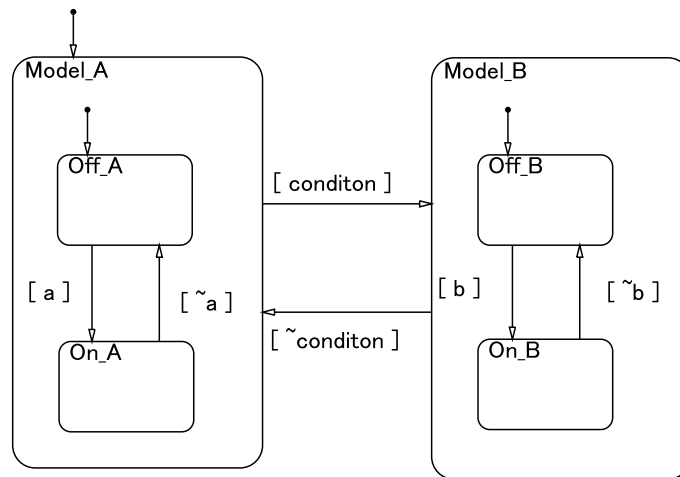 Model_A
Off_A
[ a ]
[ ~a ]
On_A
[ conditon ]
[ ~conditon ]
Model_B
Off_B
[ b ]
[ ~b ]
On_B